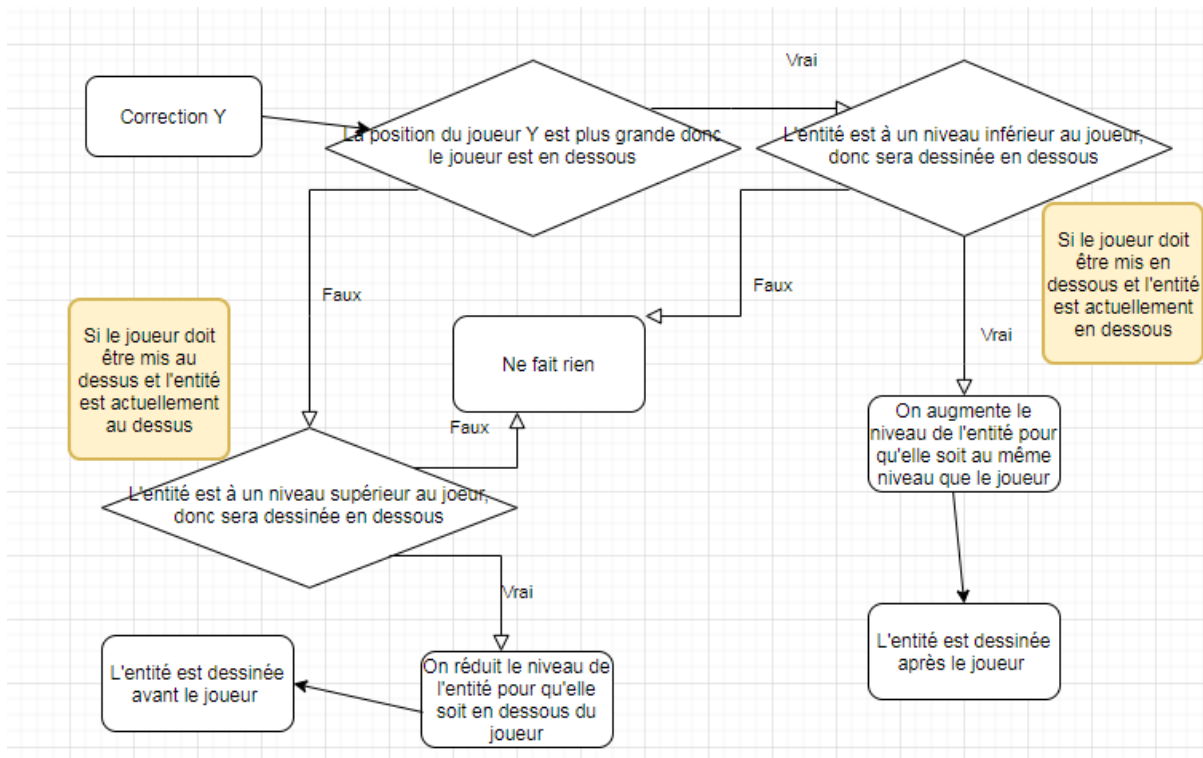 Vrai
Correction Y
La position du joueur Y est plus grande donc
le joueur est en dessous
L'entité est à un niveau inférieur au joueur,
donc sera dessinée en dessous
Si le joueur doit
être mis en
dessous et l'entité
est actuellement
en dessous
Faux
Faux
Vrai
Si le joueur doit
être mis au
dessus et l'entité
est actuellement
au dessus
Ne fait rien
On augmente le
niveau de l'entité pour
qu'elle soit au même
niveau que le joueur
Faux
L'entité est à un niveau supérieur au joeur,
donc sera dessinée en dessous
Vrai
L'entité est dessinée
après le joueur
L'entité est dessinée
avant le joueur
On réduit le niveau de
l'entité pour qu'elle
soit en dessous du
joueur